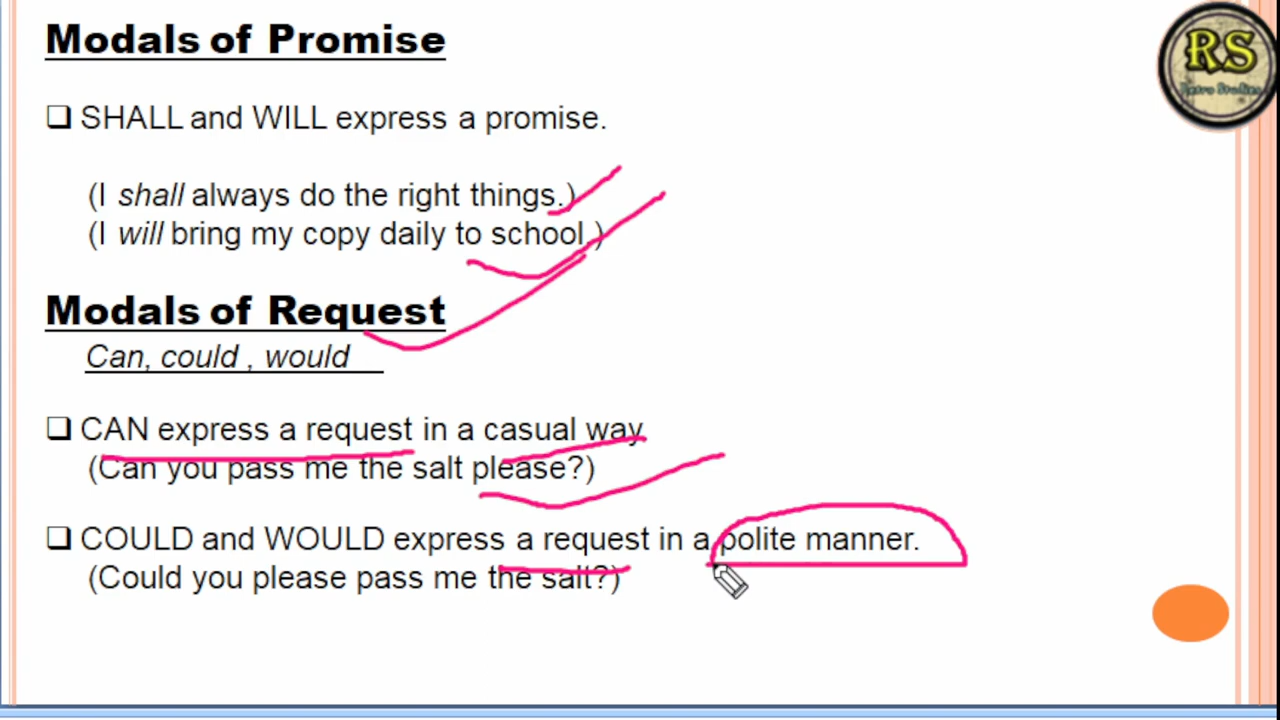 Modals of Promise
RS
Retro Studies
❑ SHALL and WILL express a promise.
(I shall always do the right things.)
(I will bring my copy daily to school.)
Modals of Request
Can, could , would
❑ CAN express a request in a casual way
(Can you pass me the salt please?)
❑ COULD and WOULD express a request in a polite manner.
(Could you please pass me the salt?)